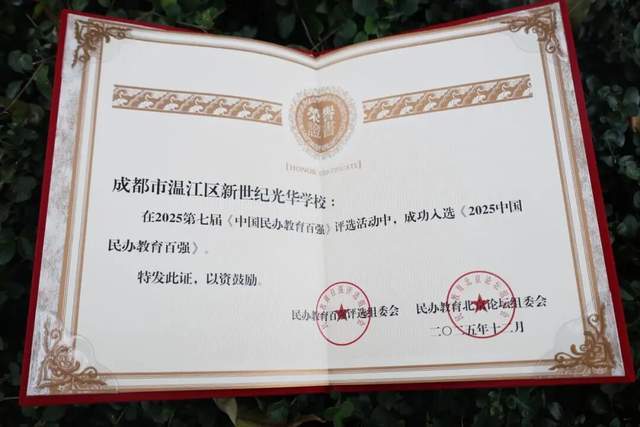 荣誉
证书
HONOR CERTIFICATE
成都市温江区新世纪光华学校：
在2025第七届《中国民办教育百强》评选活动中，成功入选《2025中国
民办教育百强》。
特发此证，以资鼓励。
民办教育百强评选组委会 民办教育北京论坛组委会
二〇二五年十二月